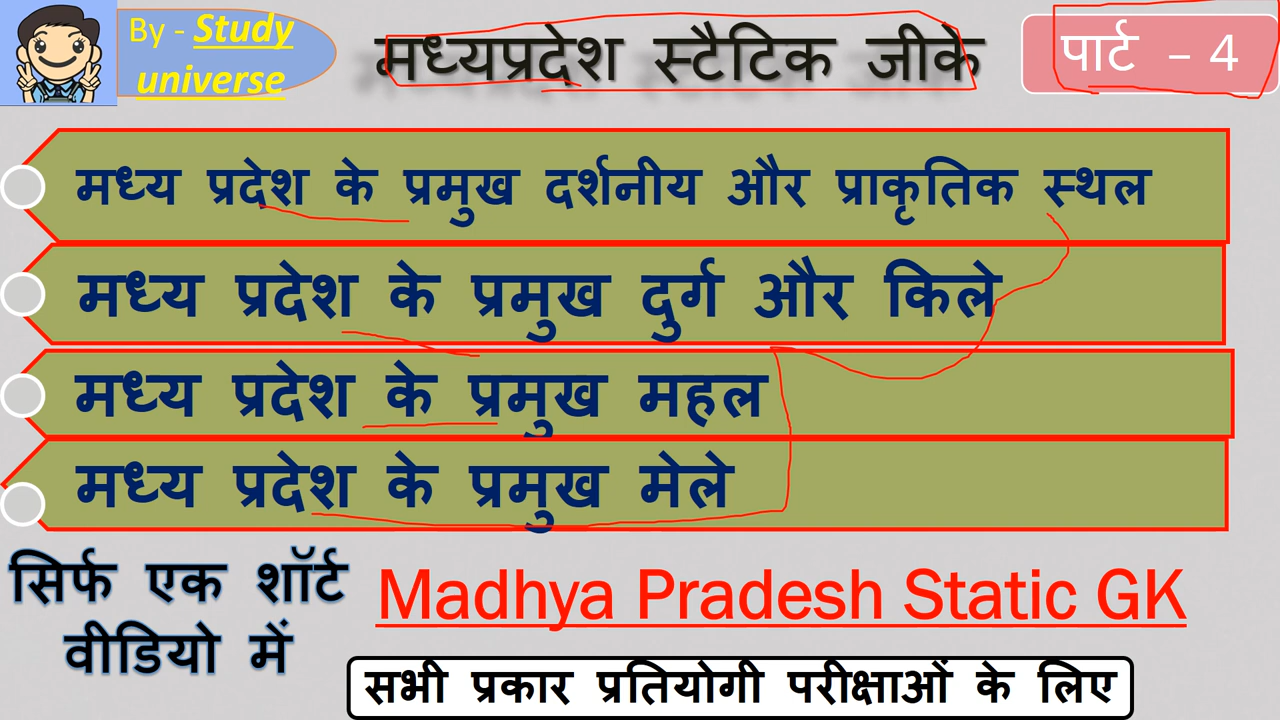 By - Study
universe
मध्यप्रदेश स्टैटिक जीके
पार्ट - 4
मध्य प्रदेश के प्रमुख दर्शनीय और प्राकृतिक स्थल
मध्य प्रदेश के प्रमुख दुर्ग और किले
मध्य प्रदेश के प्रमुख महल
मध्य प्रदेश के प्रमुख मेले
सिर्फ एक शॉर्ट
वीडियो में
Madhya Pradesh Static GK
सभी प्रकार प्रतियोगी परीक्षाओं के लिए